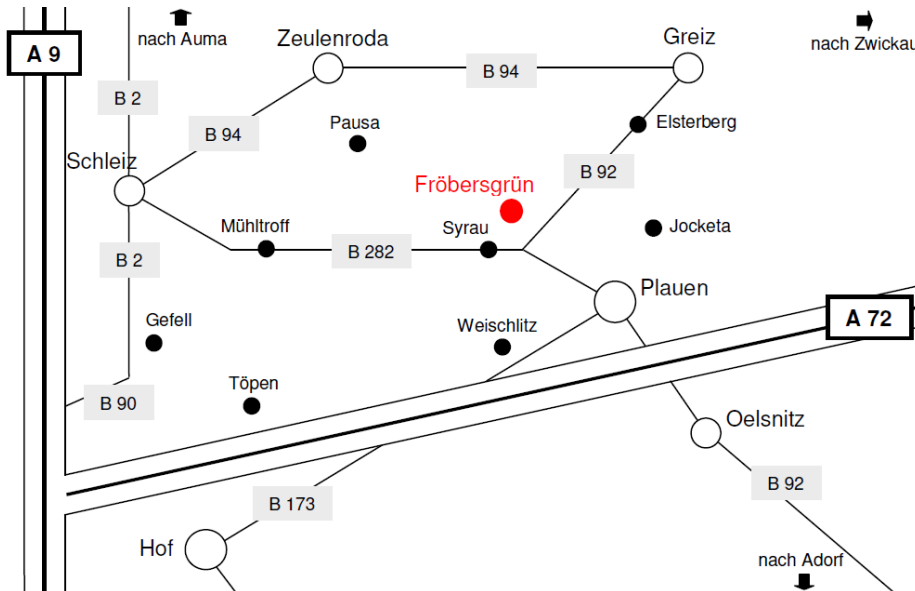 A 9
nach Auma
Zeulenroda
Greiz
nach Zwickau
B 94
B 2
Elsterberg
Pausa
B 94
Schleiz
B 92
Fröbersgrün
Mühltroff
Syrau
Jocketa
B 282
B 2
Plauen
Gefell
Weischlitz
A 72
Töpen
B 90
Oelsnitz
B 92
B 173
Hof
nach Adorf